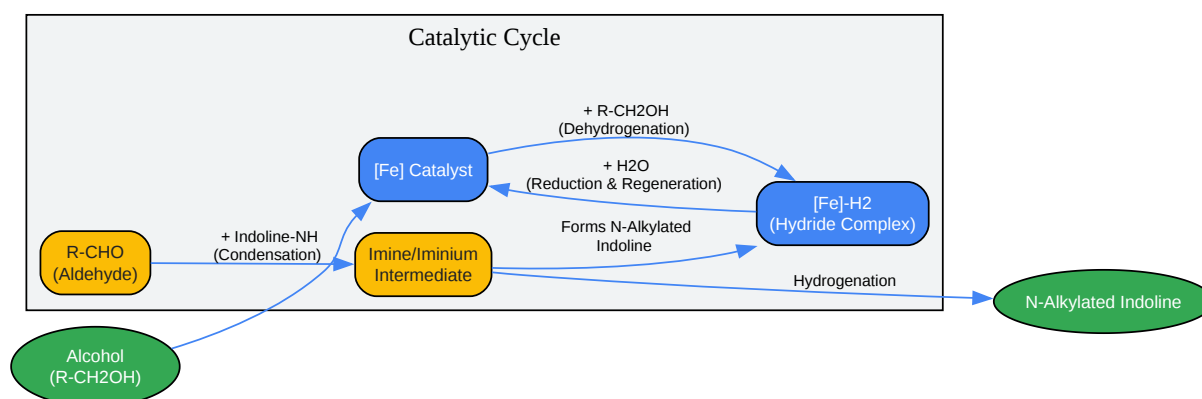 Catalytic Cycle
+ R-CH2OH
(Dehydrogenation)
[Fe] Catalyst
+ H2O
(Reduction & Regeneration)
[Fe]-H2
(Hydride Complex)
R-CHO
(Aldehyde)
+ Indoline-NH
(Condensation)
Imine/Iminium
Intermediate
Forms N-Alkylated
Indoline
Hydrogenation
N-Alkylated Indoline
Alcohol
(R-CH2OH)